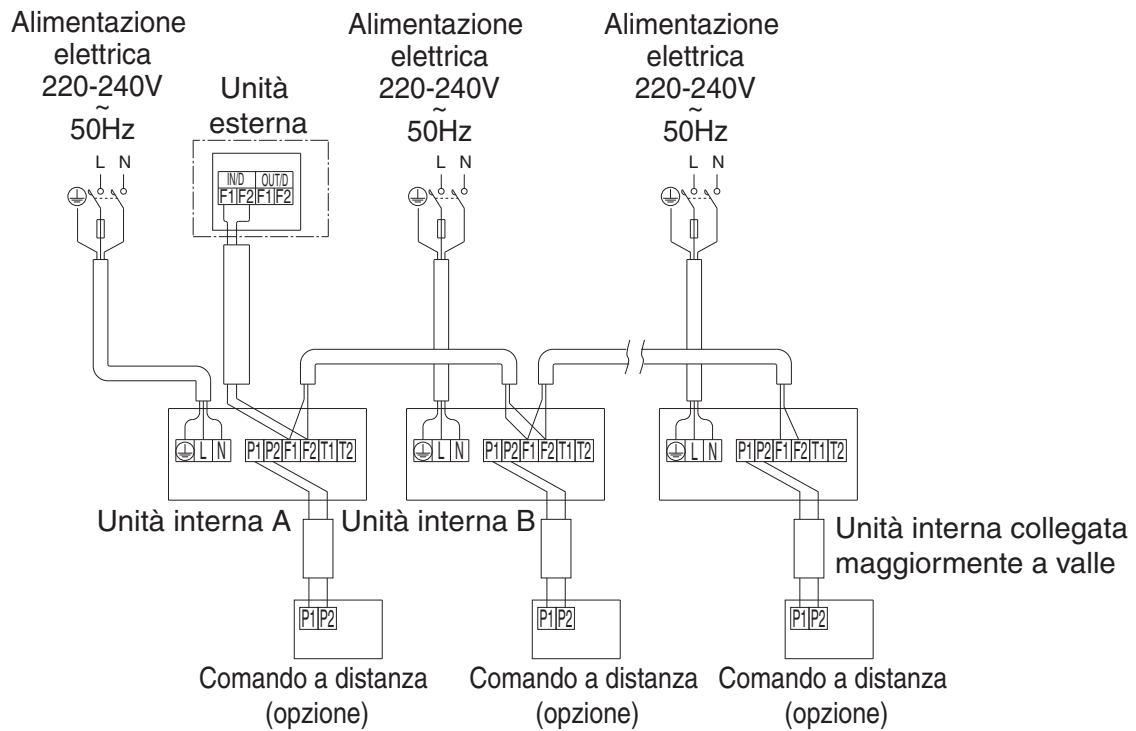 Alimentazione
elettrica
220-240V
~
50Hz
L N
Unità
esterna
IN/D OUT/D
F1 F2 F1 F2
Alimentazione
elettrica
220-240V
~
50Hz
L N
Alimentazione
elettrica
220-240V
~
50Hz
L N
L N
P1 P2 F1 F2 T1 T2
L N
P1 P2 F1 F2 T1 T2
L N
P1 P2 F1 F2 T1 T2
Unità interna A
Unità interna B
Unità interna collegata
maggiormente a valle
P1 P2
P1 P2
P1 P2
Comando a distanza
(opzione)
Comando a distanza
(opzione)
Comando a distanza
(opzione)